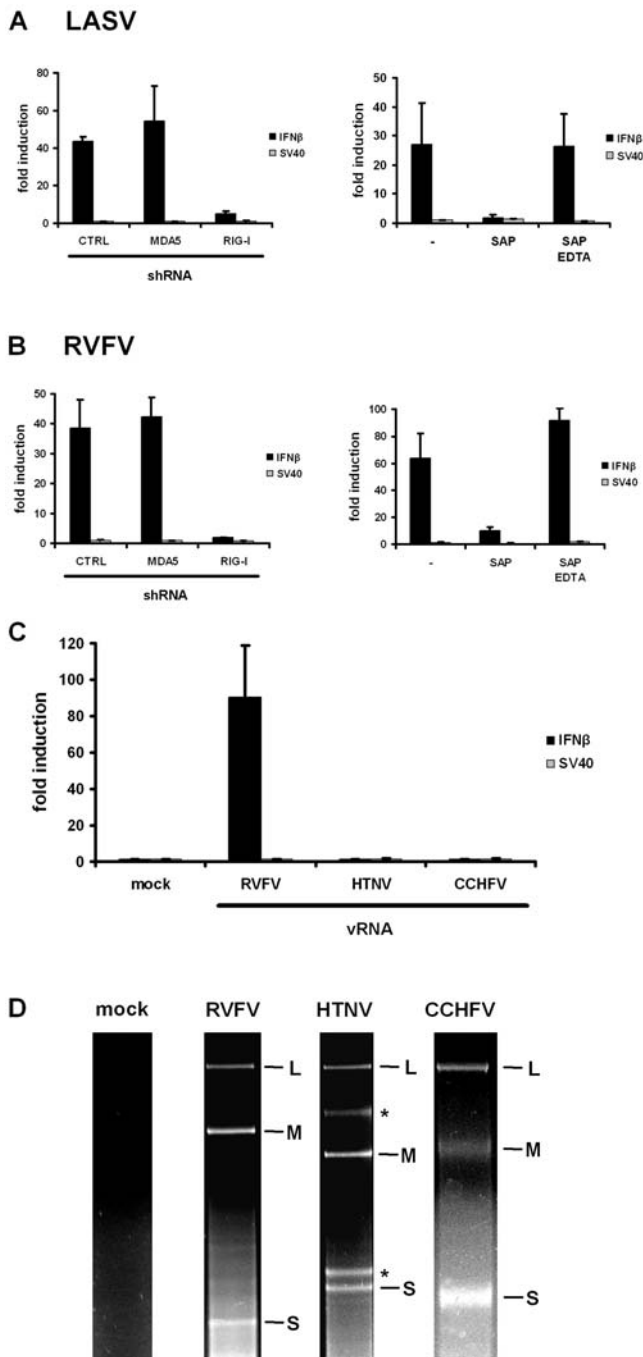 A LASV
fold induction
80
60
40
20
0
CTRL MDA5 RIG-I
shRNA
IFNβ
SV40
fold induction
50
40
30
20
10
0
- SAP SAP
EDTA
IFNβ
SV40
B RVFV
fold induction
50
40
30
20
10
0
CTRL MDA5 RIG-I
shRNA
IFNβ
SV40
fold induction
100
80
60
40
20
0
- SAP SAP
EDTA
IFNβ
SV40
C
fold induction
120
100
80
60
40
20
0
mock RVFV HTNV CCHFV
vRNA
IFNβ
SV40
D mock RVFV HTNV CCHFV
L L L
*
M M M
*
S S S